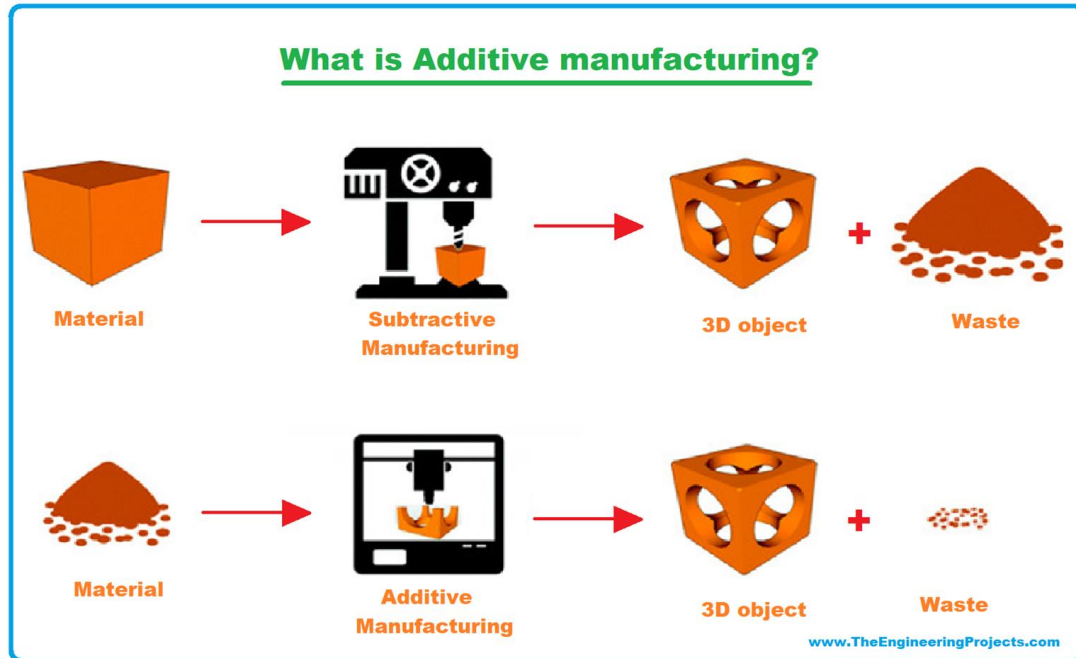 What is Additive manufacturing?
Material
Subtractive
Manufacturing
3D object
+
Waste
Material
Additive
Manufacturing
3D object
+
Waste
www.TheEngineeringProjects.com